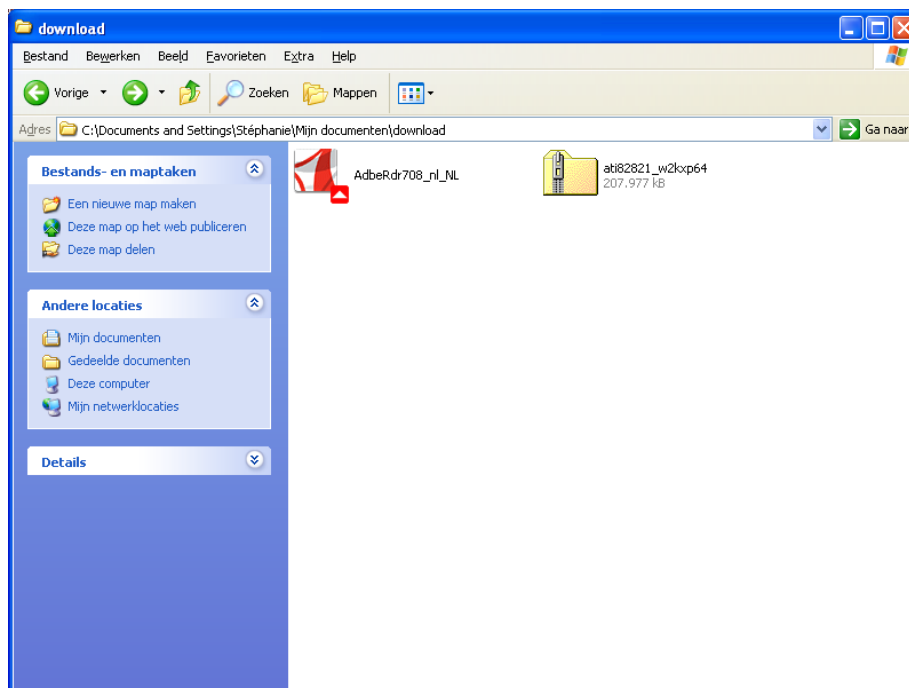 download
Bestand Bewerken Beeld Favorieten Extra Help
Vorige Zoeken Mappen
Adres C:\Documents and Settings\Stéphanie\Mijn documenten\download Ga naar
Bestands- en maptaken
Een nieuwe map maken
Deze map op het web publiceren
Deze map delen
Andere locaties
Mijn documenten
Gedeelde documenten
Deze computer
Mijn netwerklocaties
Details
AdbeRdr708_nl_NL
ati82821_w2kxp64
207.977 kB